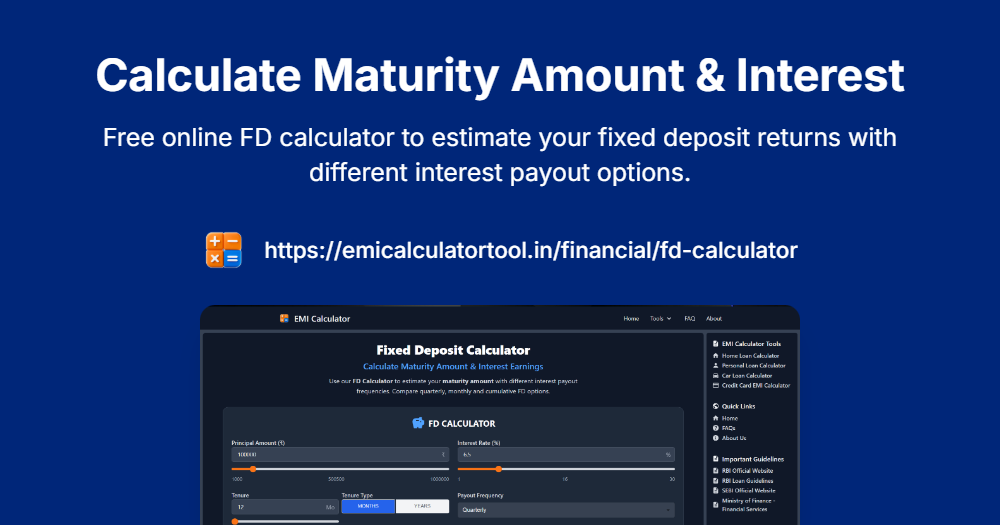 Calculate Maturity Amount & Interest
Free online FD calculator to estimate your fixed deposit returns with
different interest payout options.
https://emicalculatortool.in/financial/fd-calculator
EMI Calculator
Home Tools FAQ About
Fixed Deposit Calculator
Calculate Maturity Amount & Interest Earnings
Use our FD Calculator to estimate your maturity amount with different interest payout
frequencies. Compare quarterly, monthly and cumulative FD options.
FD CALCULATOR
Principal Amount (₹)
100000 ₹
1000 500500 1000000
Interest Rate (%)
6.5 %
1 16 30
Tenure
12 Mo
Tenure Type
MONTHS YEARS
Payout Frequency
Quarterly
EMI Calculator Tools
Home Loan Calculator
Personal Loan Calculator
Car Loan Calculator
Credit Card EMI Calculator
Quick Links
Home
FAQs
About Us
Important Guidelines
RBI Official Website
RBI Loan Guidelines
SEBI Official Website
Ministry of Finance -
Financial Services